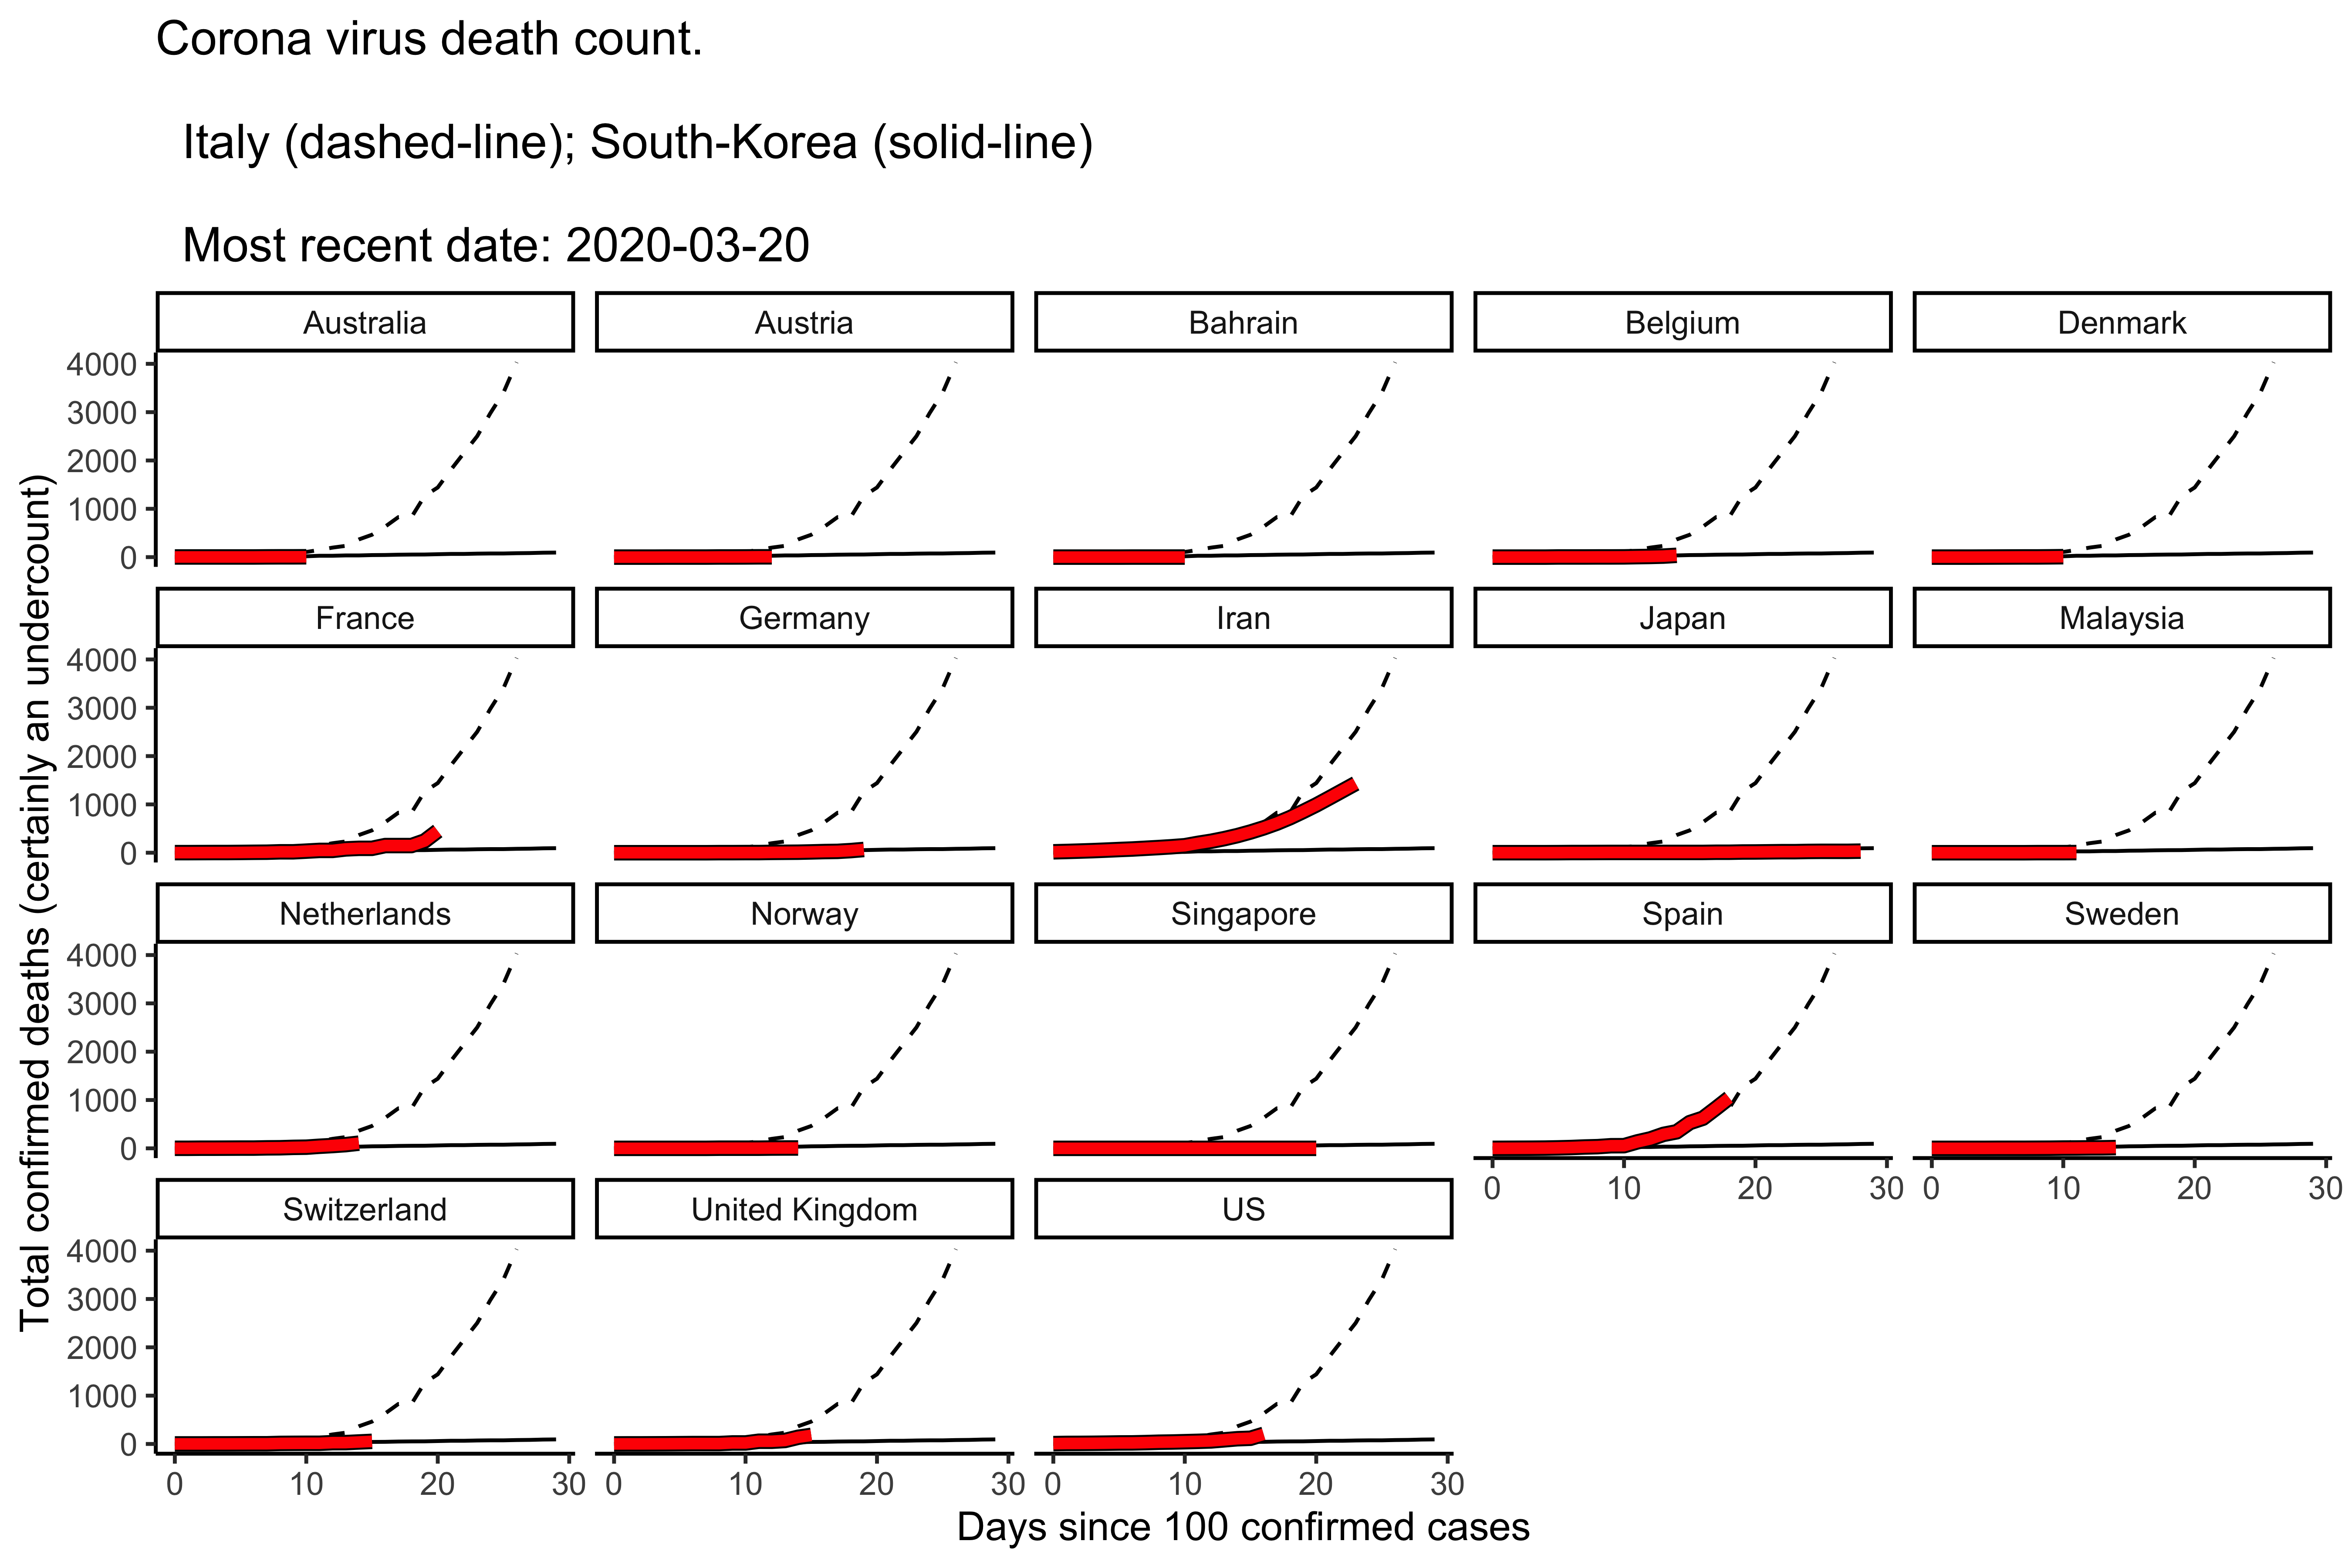 Corona virus death count.
Italy (dashed-line); South-Korea (solid-line)
Most recent date: 2020-03-20
Total confirmed deaths (certainly an undercount)
Australia Austria Bahrain Belgium Denmark
4000
3000
2000
1000
0
France Germany Iran Japan Malaysia
4000
3000
2000
1000
0
Netherlands Norway Singapore Spain Sweden
4000
3000
2000
1000
0
0 10 20 30 0 10 20 30
Switzerland United Kingdom US
4000
3000
2000
1000
0
0 10 20 30 0 10 20 30 0 10 20 30
Days since 100 confirmed cases